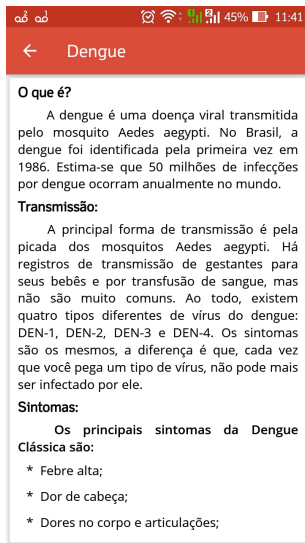 45% 11:41
Dengue
O que é?
A dengue é uma doença viral transmitida
pelo mosquito Aedes aegypti. No Brasil, a
dengue foi identificada pela primeira vez em
1986. Estima-se que 50 milhões de infecções
por dengue ocorram anualmente no mundo.
Transmissão:
A principal forma de transmissão é pela
picada dos mosquitos Aedes aegypti. Há
registros de transmissão de gestantes para
seus bebês e por transfusão de sangue, mas
não são muito comuns. Ao todo, existem
quatro tipos diferentes de vírus do dengue:
DEN-1, DEN-2, DEN-3 e DEN-4. Os sintomas
são os mesmos, a diferença é que, cada vez
que você pega um tipo de vírus, não pode mais
ser infectado por ele.
Sintomas:
Os principais sintomas da Dengue
Clássica são:
* Febre alta;
* Dor de cabeça;
* Dores no corpo e articulações;